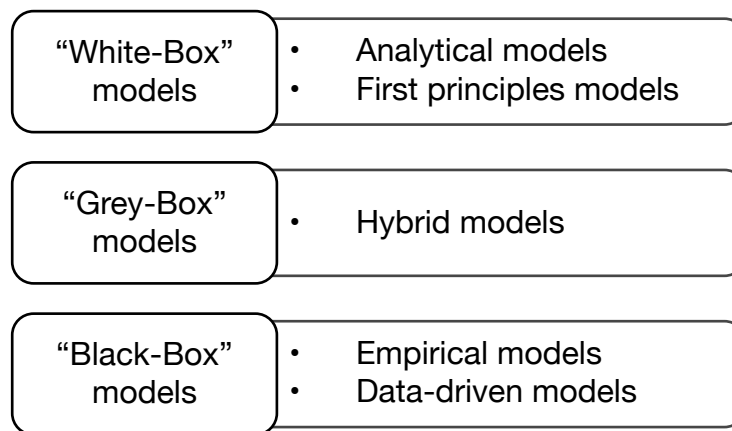 “White-Box”
models
• Analytical models
• First principles models
“Grey-Box”
models
• Hybrid models
“Black-Box”
models
• Empirical models
• Data-driven models